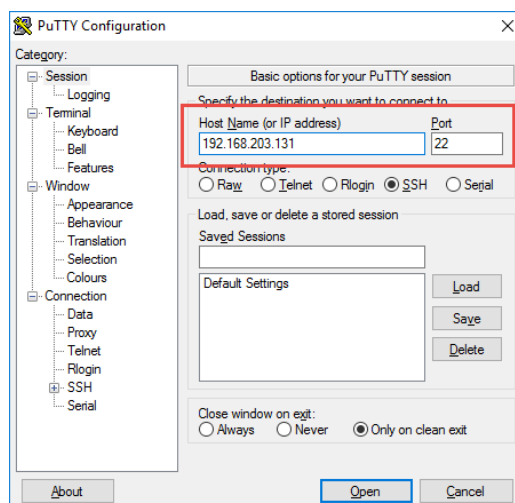 PuTTY Configuration
Category:
Session
Logging
Terminal
Keyboard
Bell
Features
Window
Appearance
Behaviour
Translation
Selection
Colours
Connection
Data
Proxy
Telnet
Rlogin
SSH
Serial
Basic options for your PuTTY session
Specify the destination you want to connect to
Host Name (or IP address) Port
192.168.203.131 22
Connection type:
Raw Telnet Rlogin SSH Serial
Load, save or delete a stored session
Saved Sessions
Default Settings
Load
Save
Delete
Close window on exit:
Always Never Only on clean exit
About Open Cancel